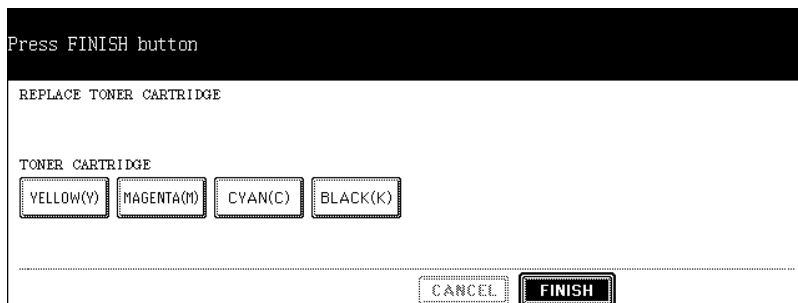 Press FINISH button
REPLACE TONER CARTRIDGE
TONER CARTRIDGE
YELLOW(Y) MAGENTA(M) CYAN(C) BLACK(K)
CANCEL FINISH